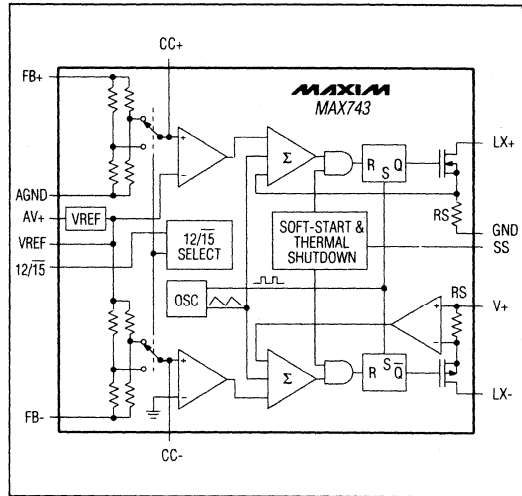 CC+
FB+
MAXIM
MAX743
LX+
+
-
Σ
R S Q
AGND
RS
AV+
VREF
GND
VREF
12/15
SELECT
SOFT-START &
THERMAL
SHUTDOWN
SS
12/15
OSC
RS
V+
+
-
+
-
Σ
R S Q
LX-
FB-
CC-